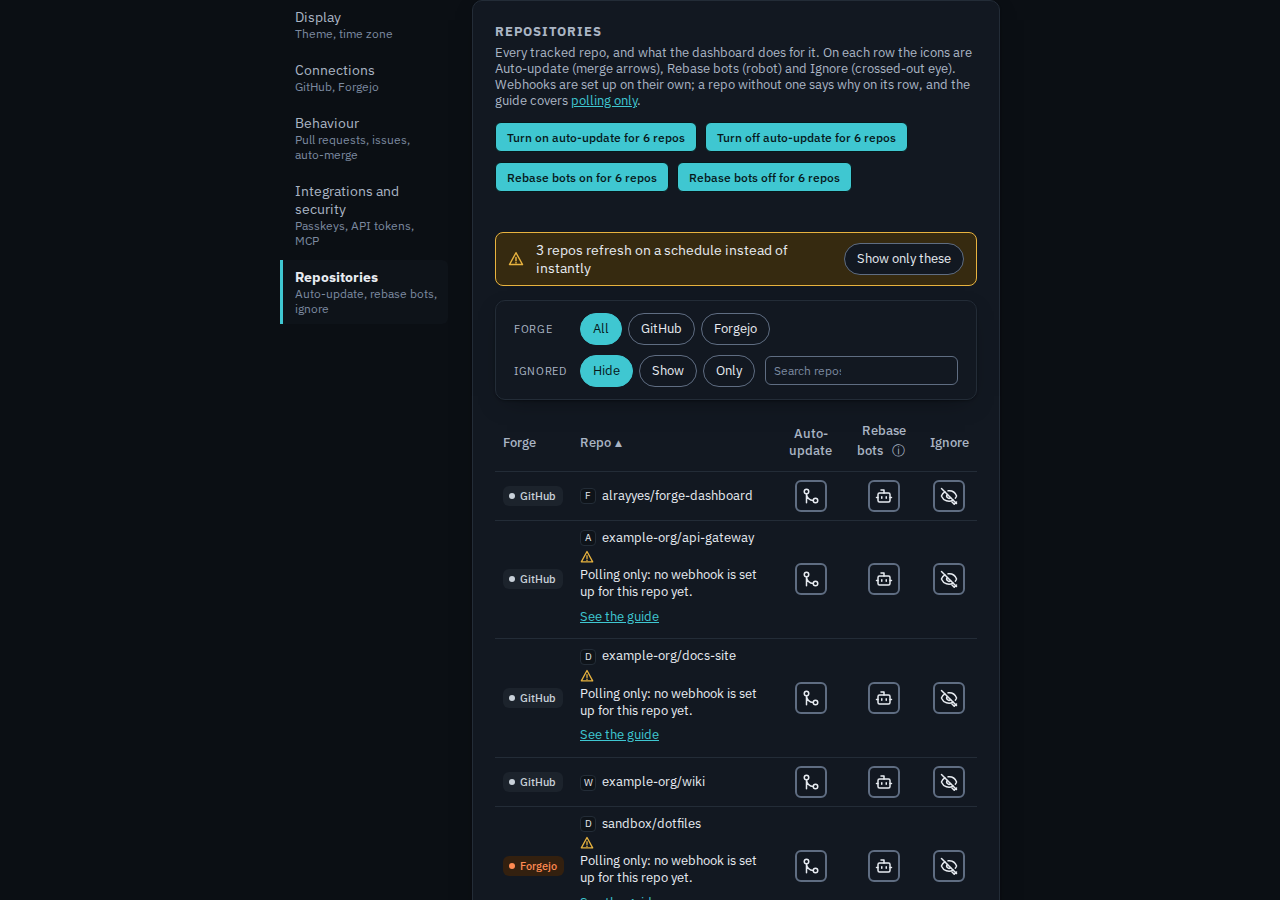 Display
Theme, time zone
Connections
GitHub, Forgejo
Behaviour
Pull requests, issues,
auto-merge
Integrations and
security
Passkeys, API tokens,
MCP
Repositories
Auto-update, rebase bots,
ignore
REPOSITORIES
Every tracked repo, and what the dashboard does for it. On each row the icons are
Auto-update (merge arrows), Rebase bots (robot) and Ignore (crossed-out eye).
Webhooks are set up on their own; a repo without one says why on its row, and the
guide covers polling only.
Turn on auto-update for 6 repos Turn off auto-update for 6 repos
Rebase bots on for 6 repos Rebase bots off for 6 repos
3 repos refresh on a schedule instead of
instantly
Show only these
FORGE All GitHub Forgejo
IGNORED Hide Show Only Search repos
Forge Repo ▲ Auto-
update Rebase
bots ⓘ Ignore
GitHub F alrayyes/forge-dashboard
GitHub A example-org/api-gateway
Polling only: no webhook is set
up for this repo yet.
See the guide
GitHub D example-org/docs-site
Polling only: no webhook is set
up for this repo yet.
See the guide
GitHub W example-org/wiki
Forgejo D sandbox/dotfiles
Polling only: no webhook is set
up for this repo yet.